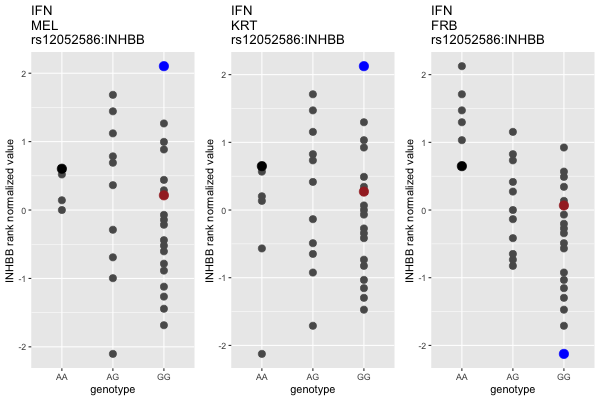 IFN
MEL
rs12052586:INHBB
INHBB rank normalized value
2
1
0
-1
-2
AA AG GG
genotype
IFN
KRT
rs12052586:INHBB
INHBB rank normalized value
2
1
0
-1
-2
AA AG GG
genotype
IFN
FRB
rs12052586:INHBB
INHBB rank normalized value
2
1
0
-1
-2
AA AG GG
genotype